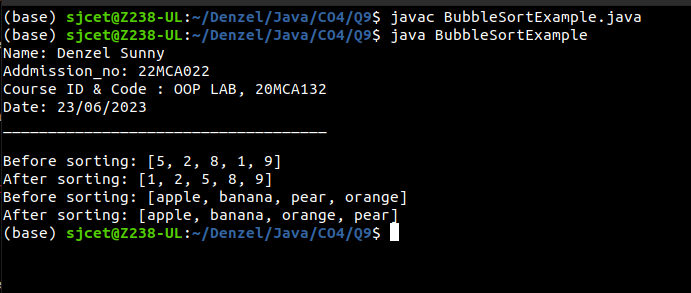 (base) sjcet@Z238-UL:~/Denzel/Java/CO4/Q9$ javac BubbleSortExample.java
(base) sjcet@Z238-UL:~/Denzel/Java/CO4/Q9$ java BubbleSortExample
Name: Denzel Sunny
Addmission_no: 22MCA022
Course ID & Code : OOP LAB, 20MCA132
Date: 23/06/2023
____________________________________
Before sorting: [5, 2, 8, 1, 9]
After sorting: [1, 2, 5, 8, 9]
Before sorting: [apple, banana, pear, orange]
After sorting: [apple, banana, orange, pear]
(base) sjcet@Z238-UL:~/Denzel/Java/CO4/Q9$